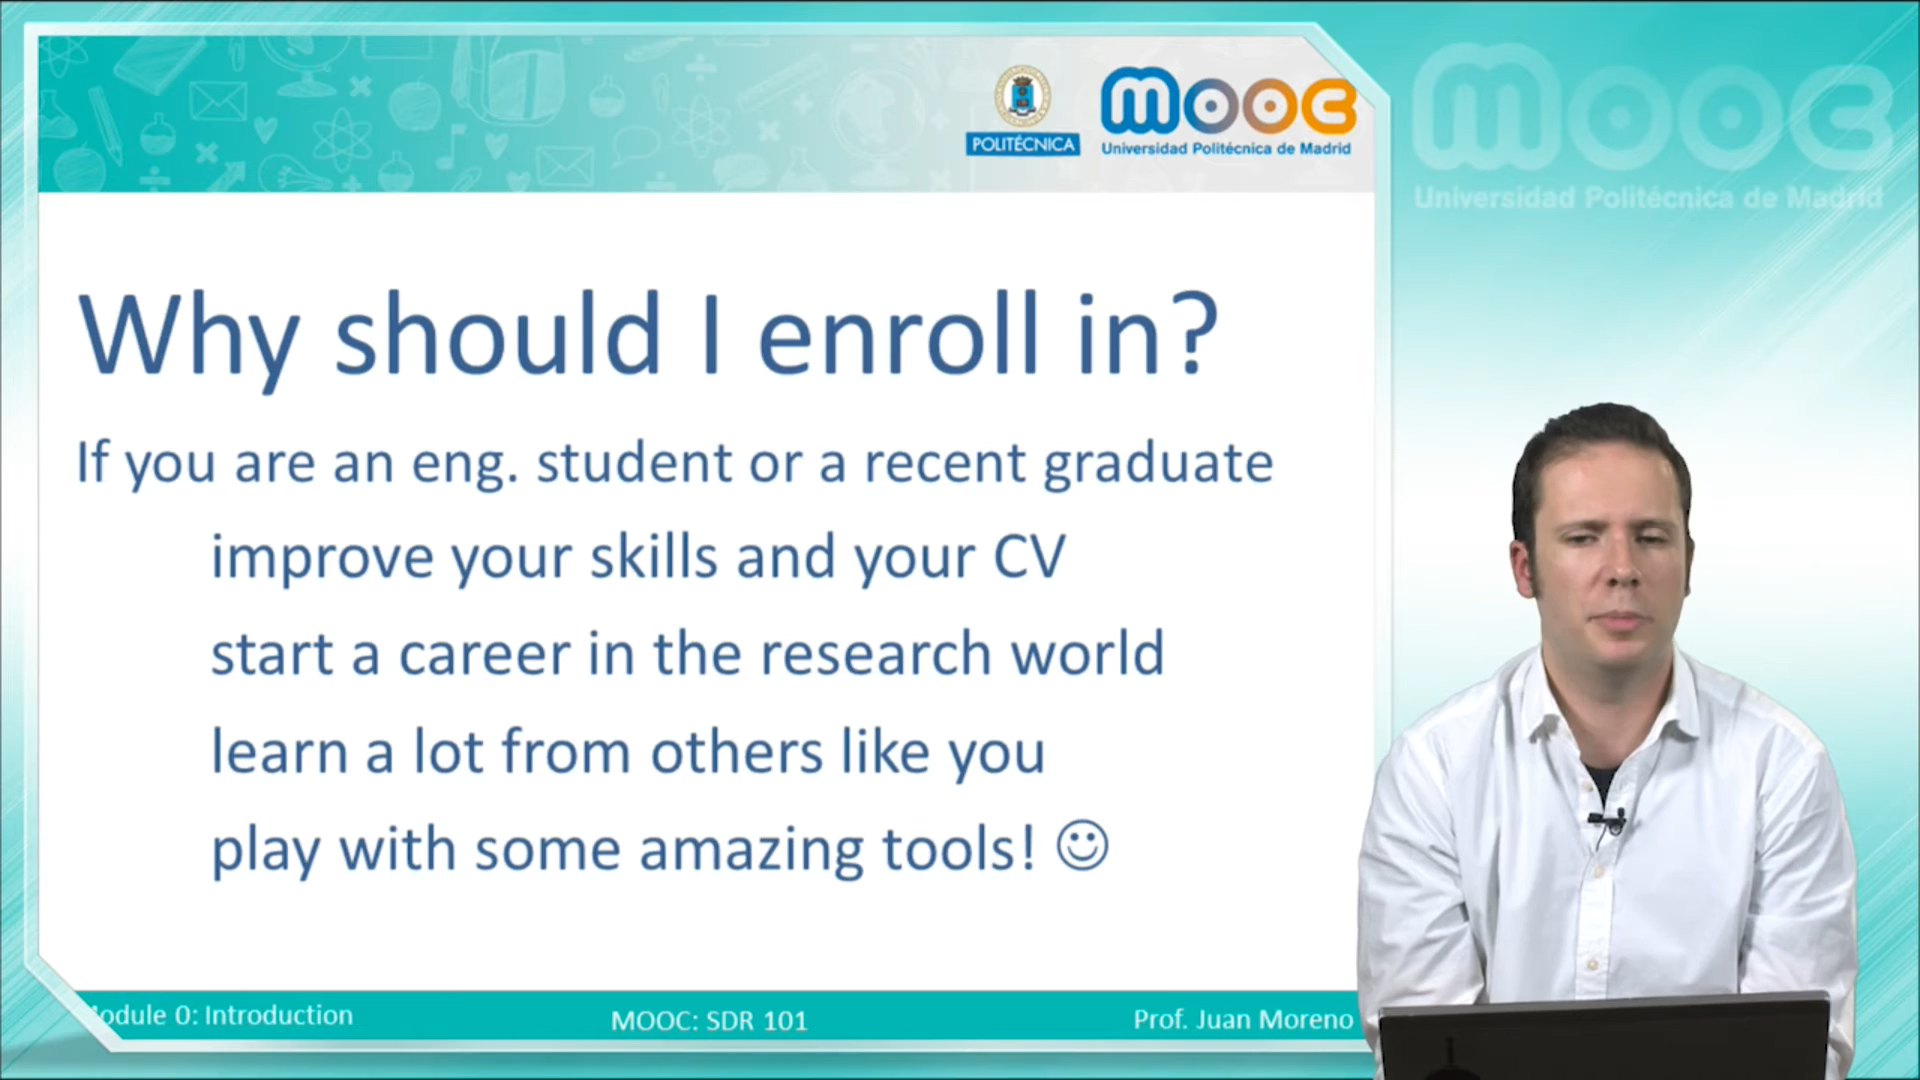 POLITÉCNICA
mooc
Universidad Politécnica de Madrid
mooc
Universidad Politécnica de Madrid
Why should I enroll in?
If you are an eng. student or a recent graduate
improve your skills and your CV
start a career in the research world
learn a lot from others like you
play with some amazing tools! ☺
Module 0: Introduction
MOOC: SDR 101
Prof. Juan Moreno